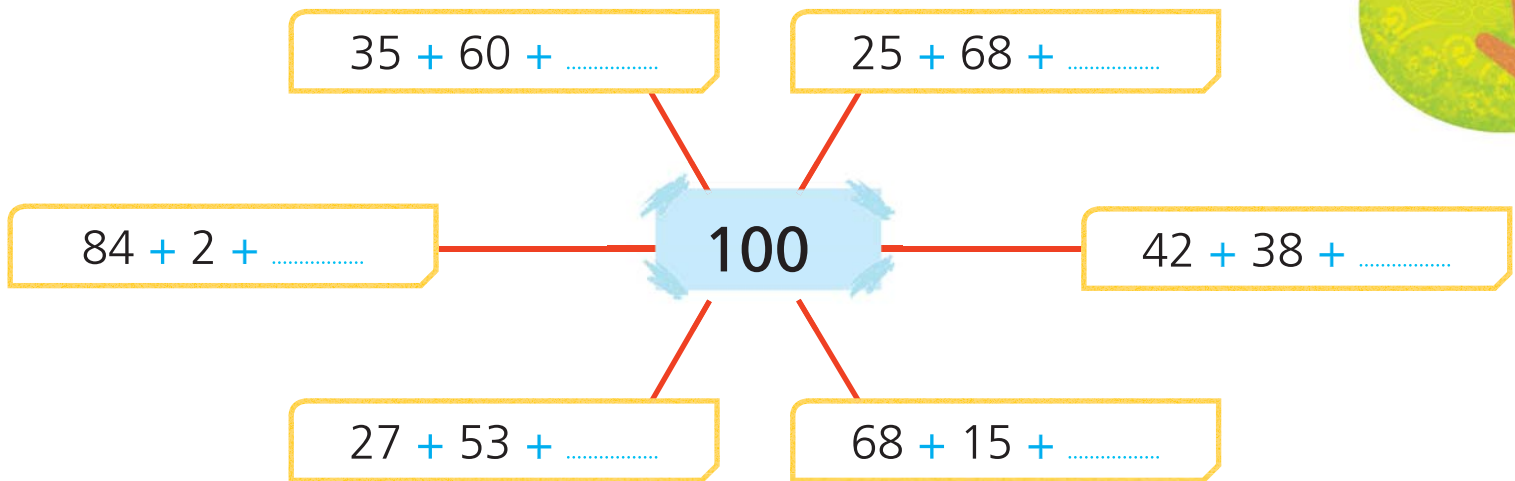 35 + 60 + ................
25 + 68 + ................
84 + 2 + ................
100
42 + 38 + ................
27 + 53 + ................
68 + 15 + ................